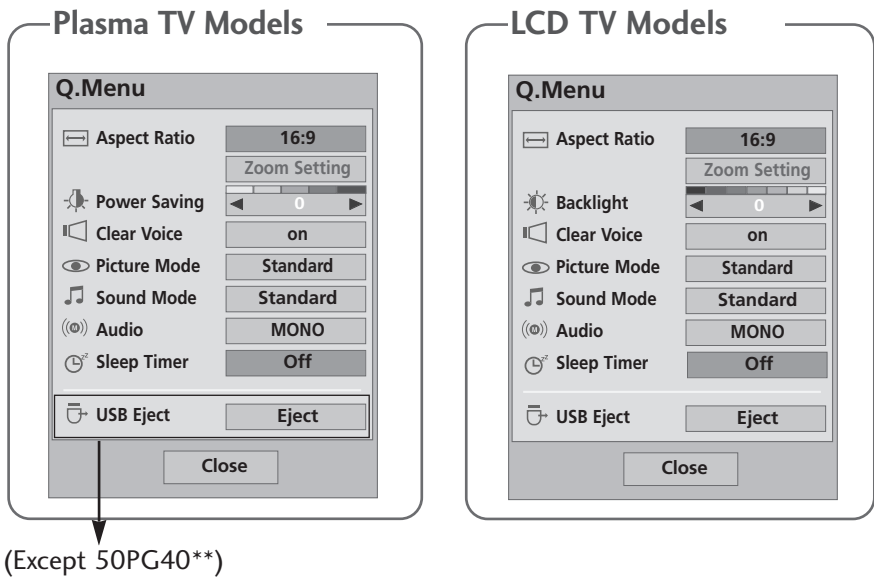 Plasma TV Models
Q.Menu
Aspect Ratio 16:9
Zoom Setting
Power Saving ◀ 0 ▶
Clear Voice on
Picture Mode Standard
Sound Mode Standard
Audio MONO
Sleep Timer Off
USB Eject Eject
Close
(Except 50PG40**)
LCD TV Models
Q.Menu
Aspect Ratio 16:9
Zoom Setting
Backlight ◀ 0 ▶
Clear Voice on
Picture Mode Standard
Sound Mode Standard
Audio MONO
Sleep Timer Off
USB Eject Eject
Close